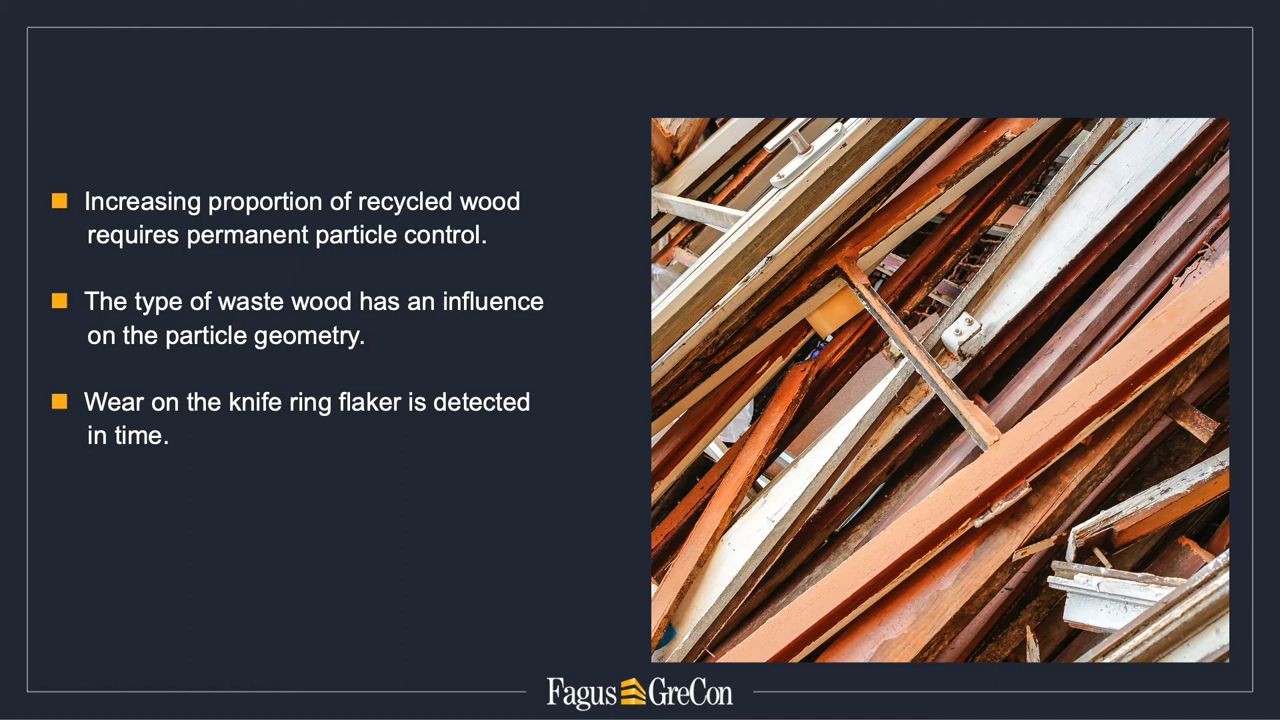 Increasing proportion of recycled wood
requires permanent particle control.
The type of waste wood has an influence
on the particle geometry.
Wear on the knife ring flaker is detected
in time.
Fagus GreCon